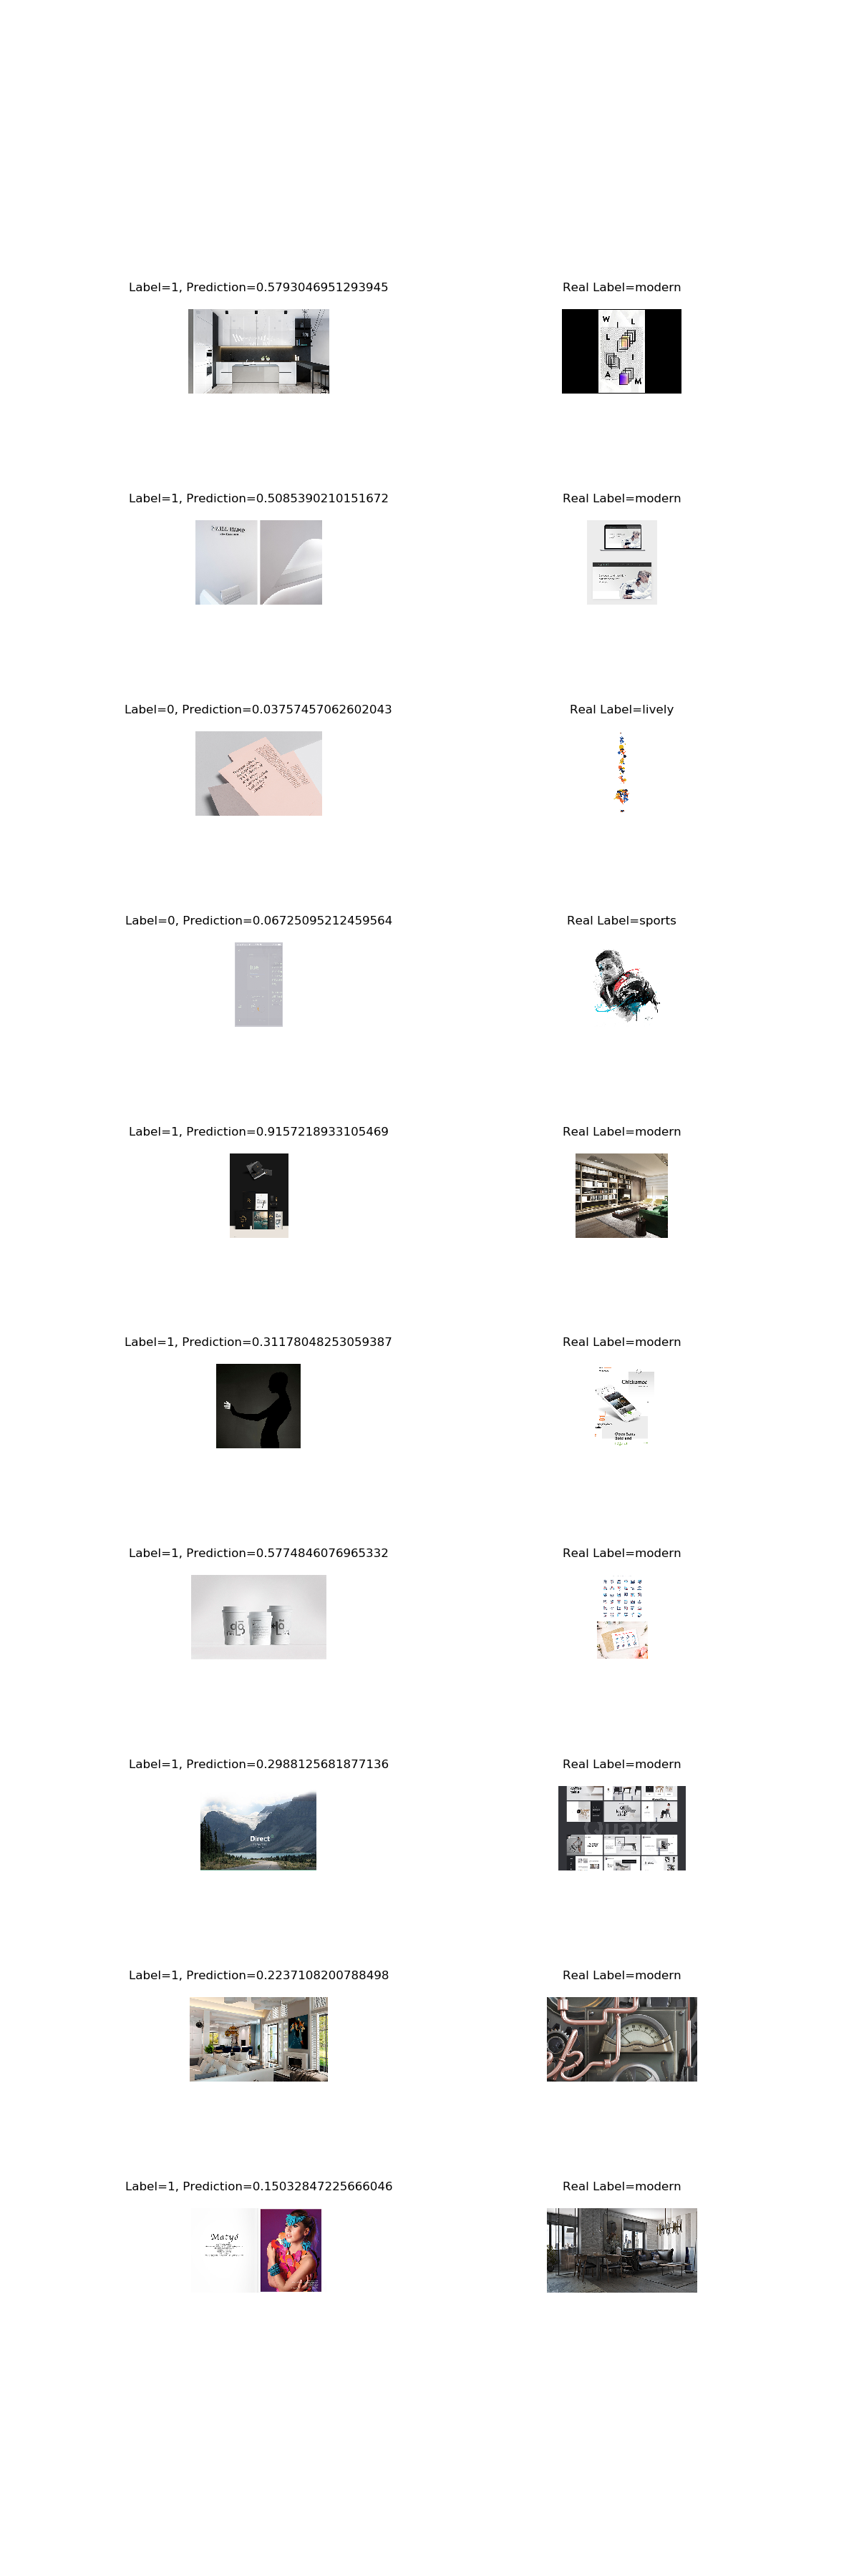 Label=1, Prediction=0.5793046951293945
Real Label=modern
W
I
L
L
I
A
M
Label=1, Prediction=0.5085390210151672
Real Label=modern
Label=0, Prediction=0.03757457062602043
Real Label=lively
Label=0, Prediction=0.06725095212459564
Real Label=sports
Label=1, Prediction=0.9157218933105469
Real Label=modern
Label=1, Prediction=0.31178048253059387
Real Label=modern
Label=1, Prediction=0.5774846076965332
Real Label=modern
Label=1, Prediction=0.2988125681877136
Real Label=modern
Direct
Quark
Label=1, Prediction=0.2237108200788498
Real Label=modern
Label=1, Prediction=0.15032847225666046
Real Label=modern
Matyó